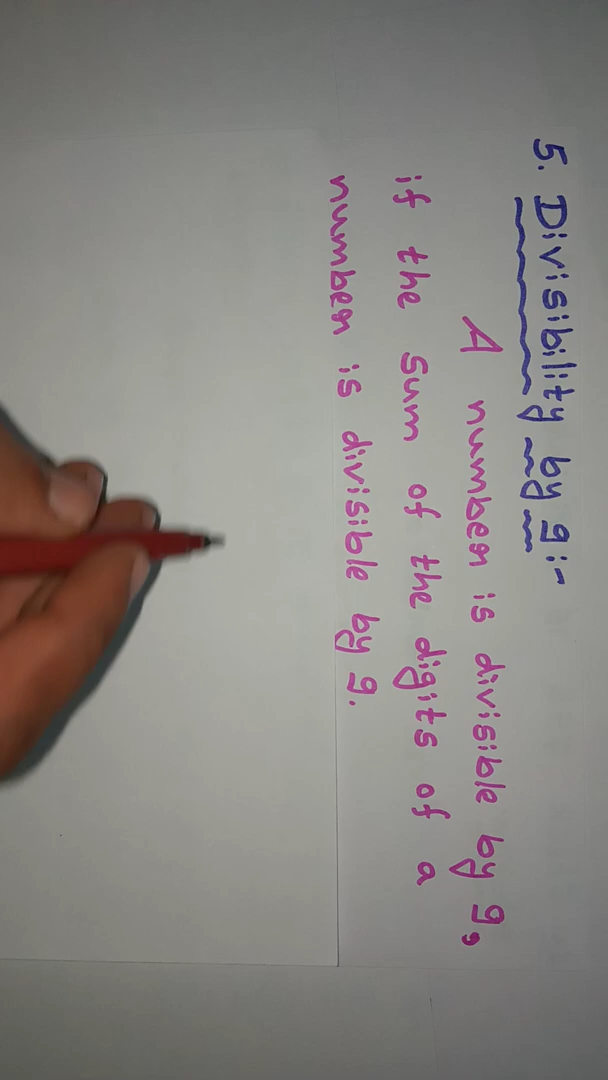 5. Divisibility by 9:-
A number is divisible by 9,
if the sum of the digits of a
number is divisible by 9.